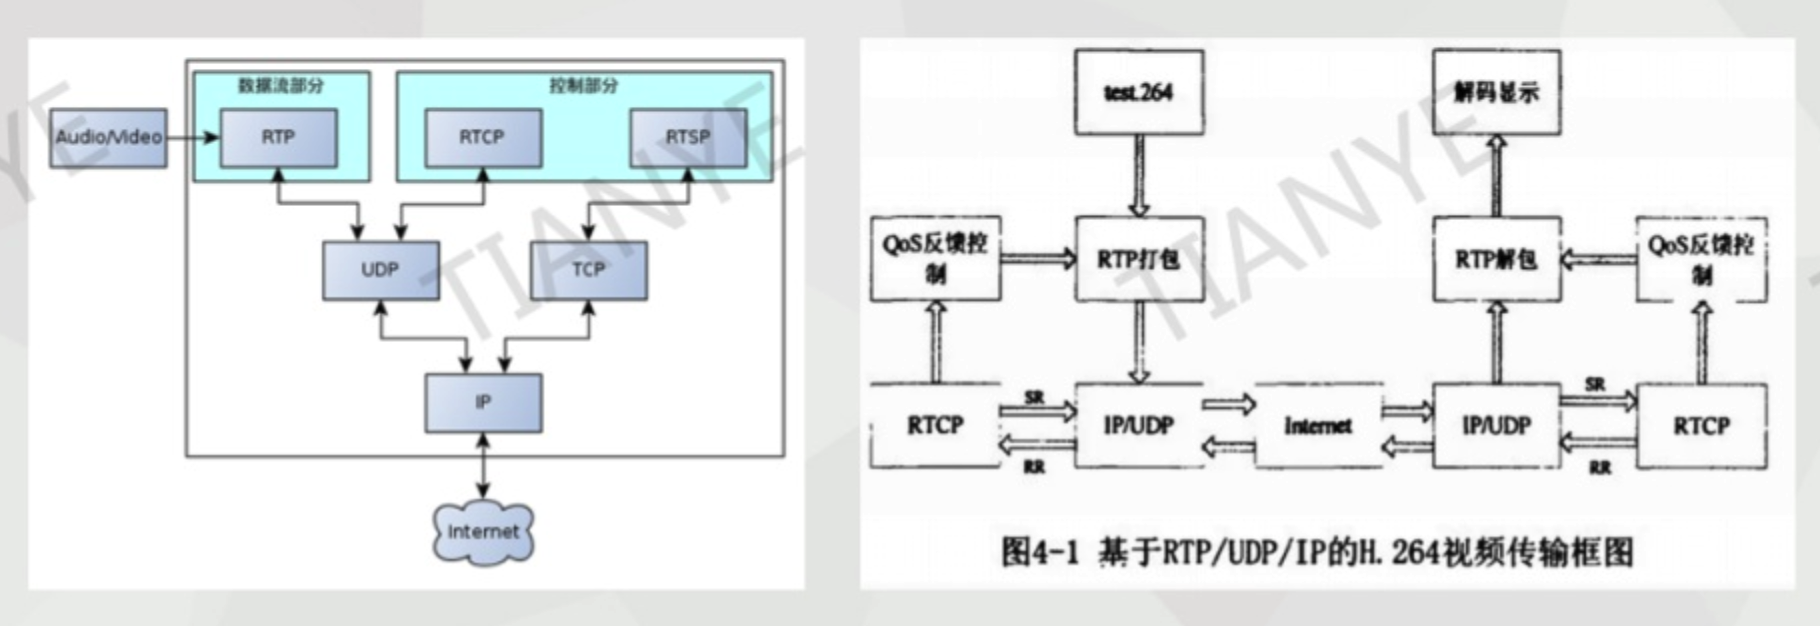 数据流部分
控制部分
Audio/Video
RTP
RTCP
RTSP
UDP
TCP
IP
Internet
test.264
解码显示
QoS反馈控
制
RTP打包
RTP解包
QoS反馈控
制
RTCP
SR
RR
IP/UDP
Internet
IP/UDP
SR
RR
RTCP
图4-1 基于RTP/UDP/IP的H.264视频传输框图
TIANYE
TIANYE
YE